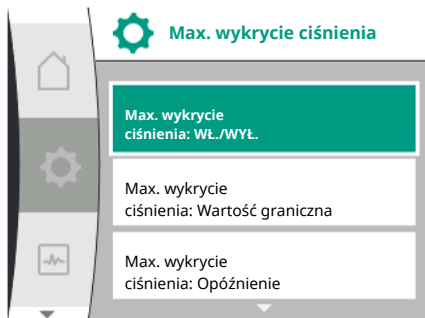 Max. wykrycie ciśnienia
Max. wykrycie
ciśnienia: WŁ./WYŁ.
Max. wykrycie
ciśnienia: Wartość graniczna
Max. wykrycie
ciśnienia: Opóźnienie